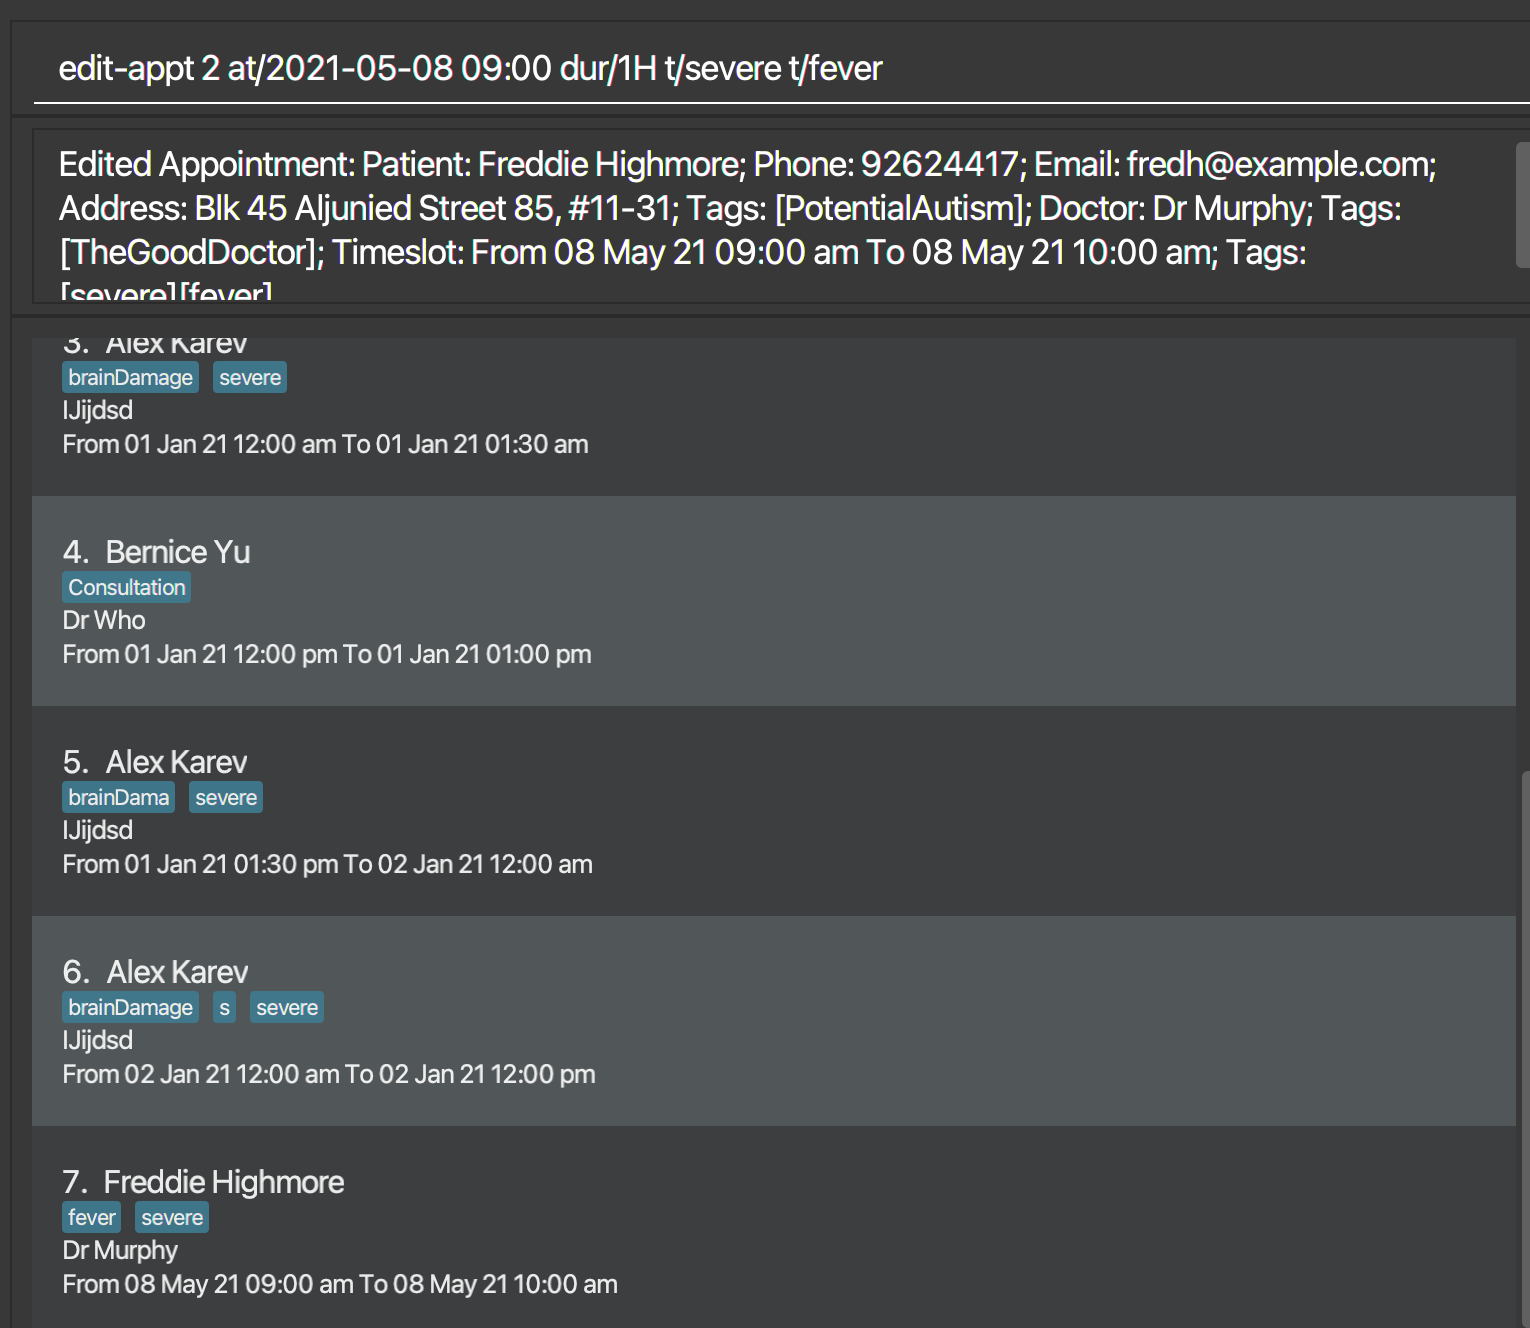 edit-appt 2 at/2021-05-08 09:00 dur/1H t/severe t/fever
Edited Appointment: Patient: Freddie Highmore; Phone: 92624417; Email: fredh@example.com;
Address: Blk 45 Aljunied Street 85, #11-31; Tags: [PotentialAutism]; Doctor: Dr Murphy; Tags:
[TheGoodDoctor]; Timeslot: From 08 May 21 09:00 am To 08 May 21 10:00 am; Tags:
[severe][fever]
3. Alex Karev
brainDamage severe
IJijdsd
From 01 Jan 21 12:00 am To 01 Jan 21 01:30 am
4. Bernice Yu
Consultation
Dr Who
From 01 Jan 21 12:00 pm To 01 Jan 21 01:00 pm
5. Alex Karev
brainDama severe
IJijdsd
From 01 Jan 21 01:30 pm To 02 Jan 21 12:00 am
6. Alex Karev
brainDamage s severe
IJijdsd
From 02 Jan 21 12:00 am To 02 Jan 21 12:00 pm
7. Freddie Highmore
fever severe
Dr Murphy
From 08 May 21 09:00 am To 08 May 21 10:00 am